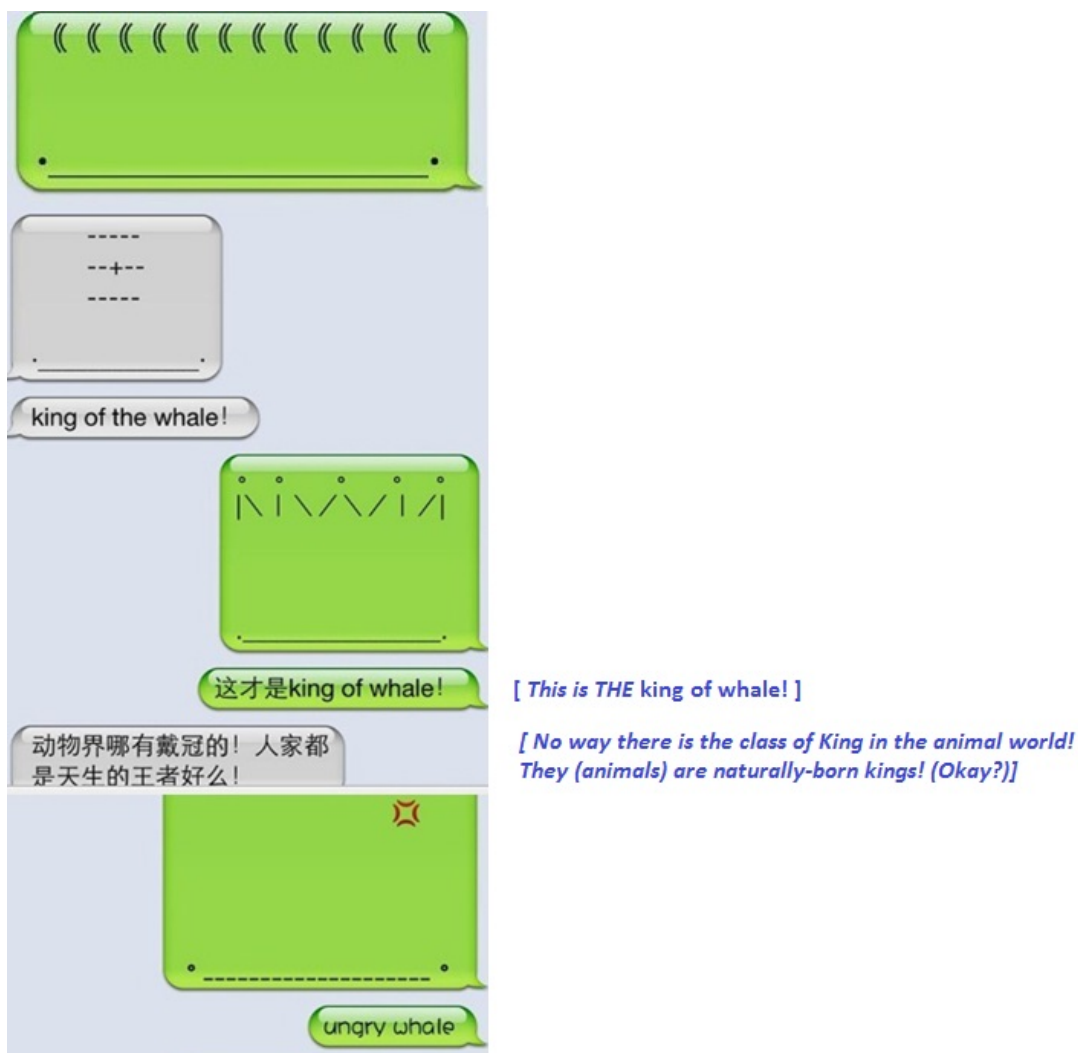 ⸨ ⸨ ⸨ ⸨ ⸨ ⸨ ⸨ ⸨ ⸨ ⸨ ⸨ ⸨
•______________________________•
-----
--+--
-----
.______________.
king of the whale!
° ° ° ° °
|\ | \ / \ / | /|
.__________________.
这才是king of whale!
[ This is THE king of whale! ]
动物界哪有戴冠的!人家都
是天生的王者好么!
[ No way there is the class of King in the animal world!
They (animals) are naturally-born kings! (Okay?)]
💢
° -------------------- °
ungry whale